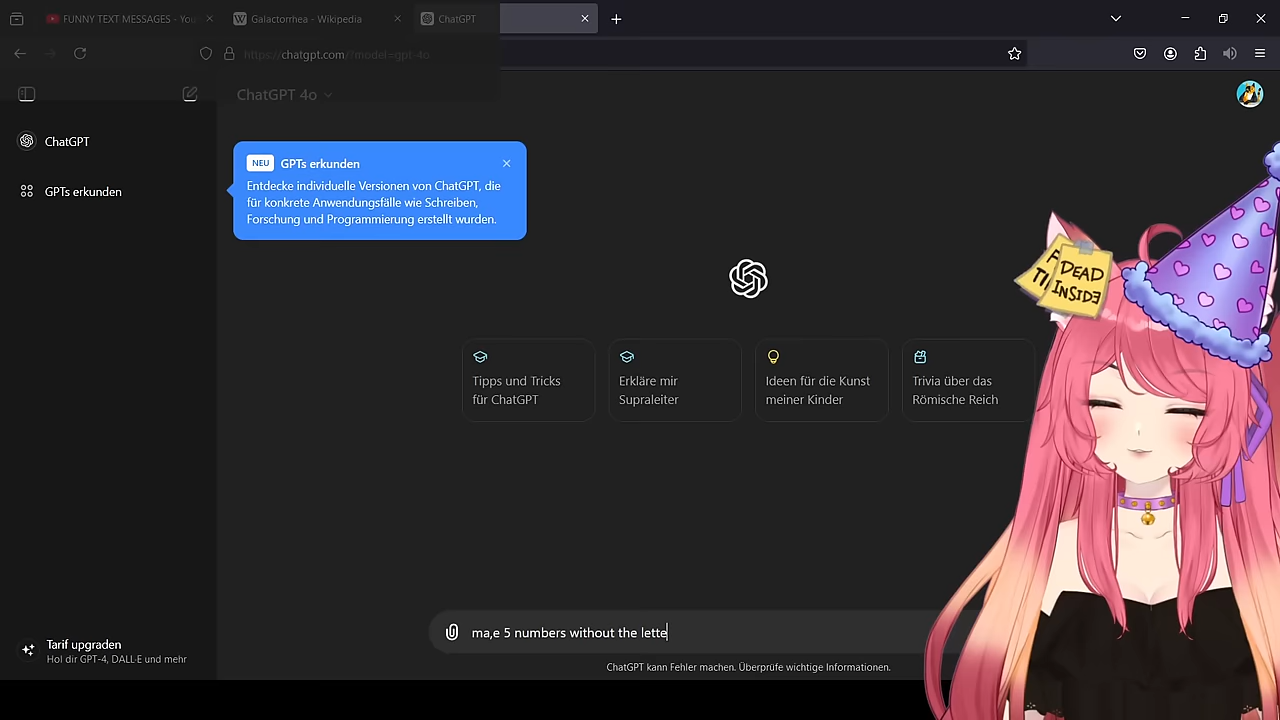 FUNNY TEXT MESSAGES - You
Galactorrhea - Wikipedia
ChatGPT
https://chatgpt.com/?model=gpt-4o
ChatGPT 4o
ChatGPT
GPTs erkunden
NEU GPTs erkunden
Entdecke individuelle Versionen von ChatGPT, die
für konkrete Anwendungsfälle wie Schreiben,
Forschung und Programmierung erstellt wurden.
DEAD
INSIDE
Tipps und Tricks
für ChatGPT
Erkläre mir
Supraleiter
Ideen für die Kunst
meiner Kinder
Trivia über das
Römische Reich
ma,e 5 numbers without the lette
Tarif upgraden
Hol dir GPT-4, DALL·E und mehr
ChatGPT kann Fehler machen. Überprüfe wichtige Informationen.